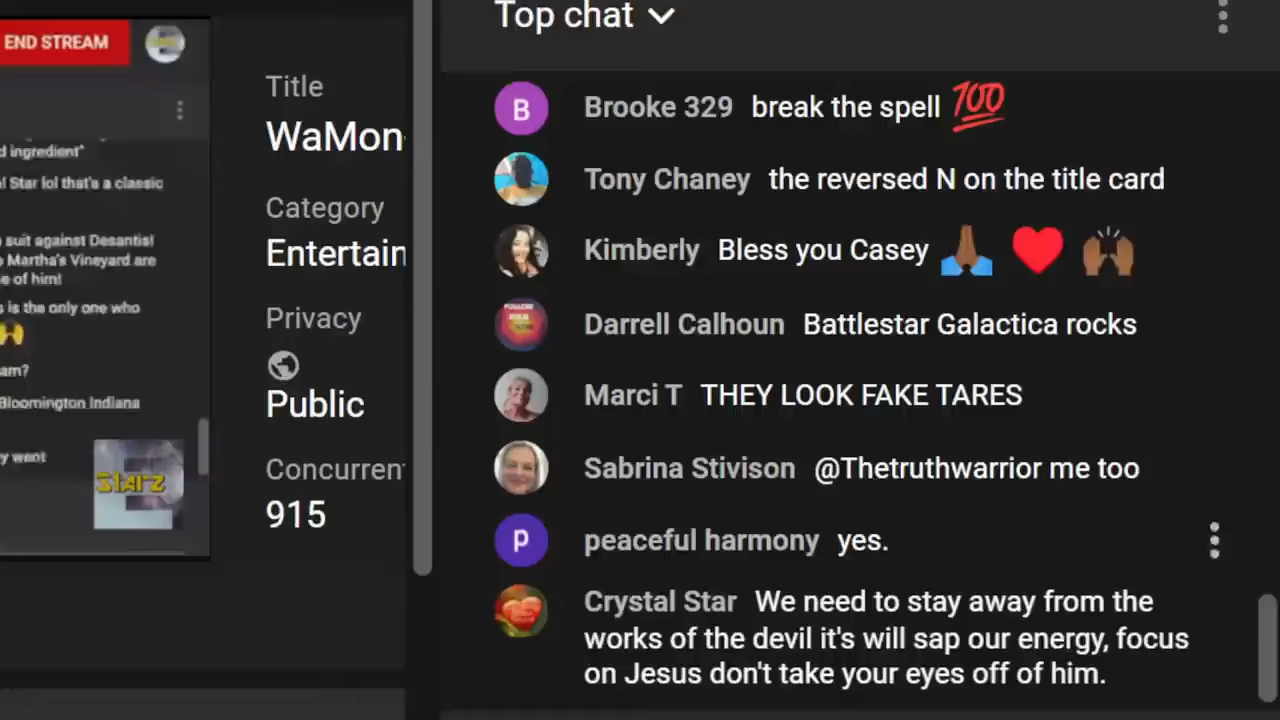 END STREAM
d ingredient"
! Star lol that's a classic
suit against Desantis!
Martha's Vineyard are
e of him!
is the only one who
am?
Bloomington Indiana
y went
STARZ
Title
WaMon
Category
Entertain
Privacy
Public
Concurren
915
Top chat
B Brooke 329 break the spell 💯
Tony Chaney the reversed N on the title card
Kimberly Bless you Casey 🙏🏾 ♥️ 🙌🏾
Darrell Calhoun Battlestar Galactica rocks
Marci T THEY LOOK FAKE TARES
Sabrina Stivison @Thetruthwarrior me too
p peaceful harmony yes.
Crystal Star We need to stay away from the
works of the devil it's will sap our energy, focus
on Jesus don't take your eyes off of him.